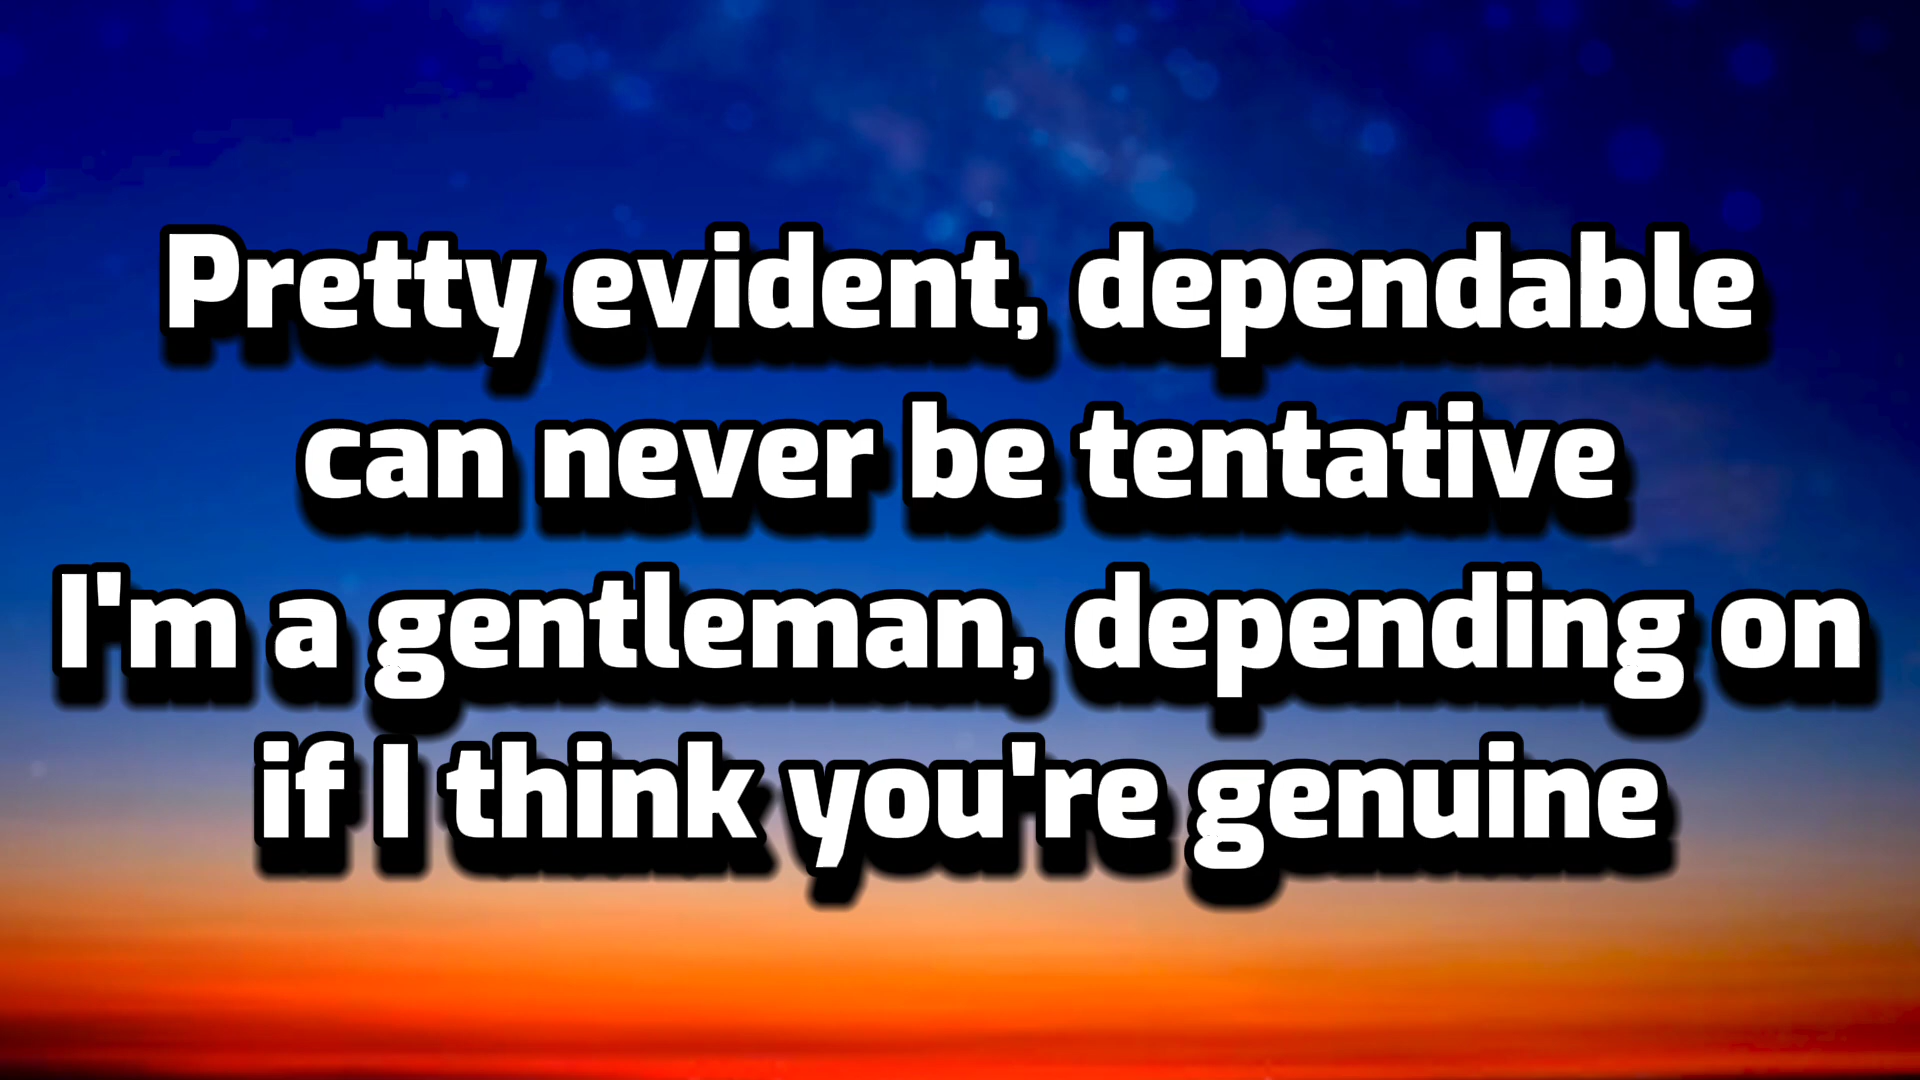 Pretty evident, dependable
can never be tentative
I'm a gentleman, depending on
if I think you're genuine